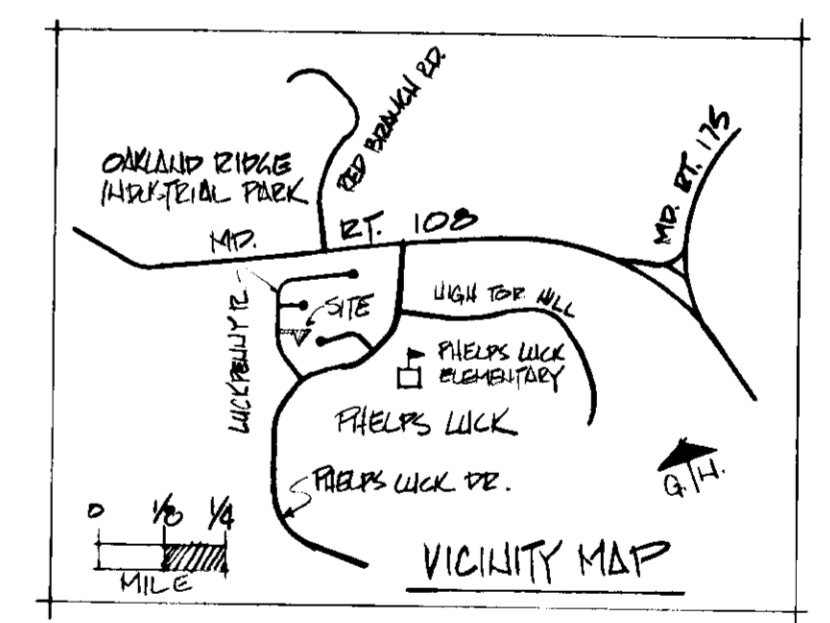 RED BRANCH RD.
OAKLAND RIDGE
INDUSTRIAL PARK
MD. RT. 175
MD. RT. 108
LUCKPENNY PL
SITE
HIGH TOR HILL
PHELPS LUCK
ELEMENTARY
PHELPS LUCK
PHELPS LUCK DR.
G.H.
0 1/8 1/4
MILE
VICINITY MAP